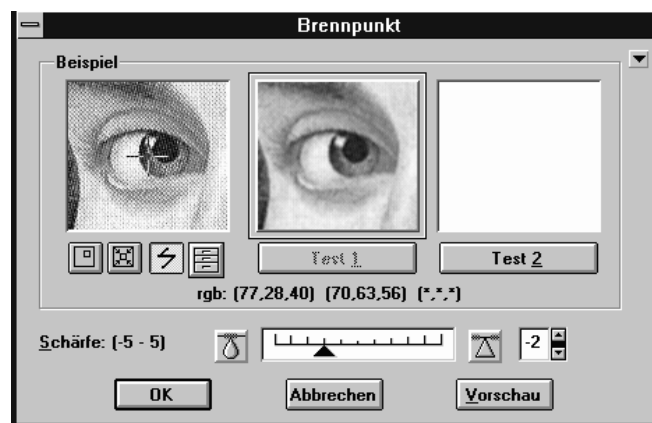 Brennpunkt
Beispiel
Test 1
Test 2
rgb: (77,28,40) (70,63,56) (*,*,*)
Schärfe: (-5 - 5)
-2
OK
Abbrechen
Vorschau